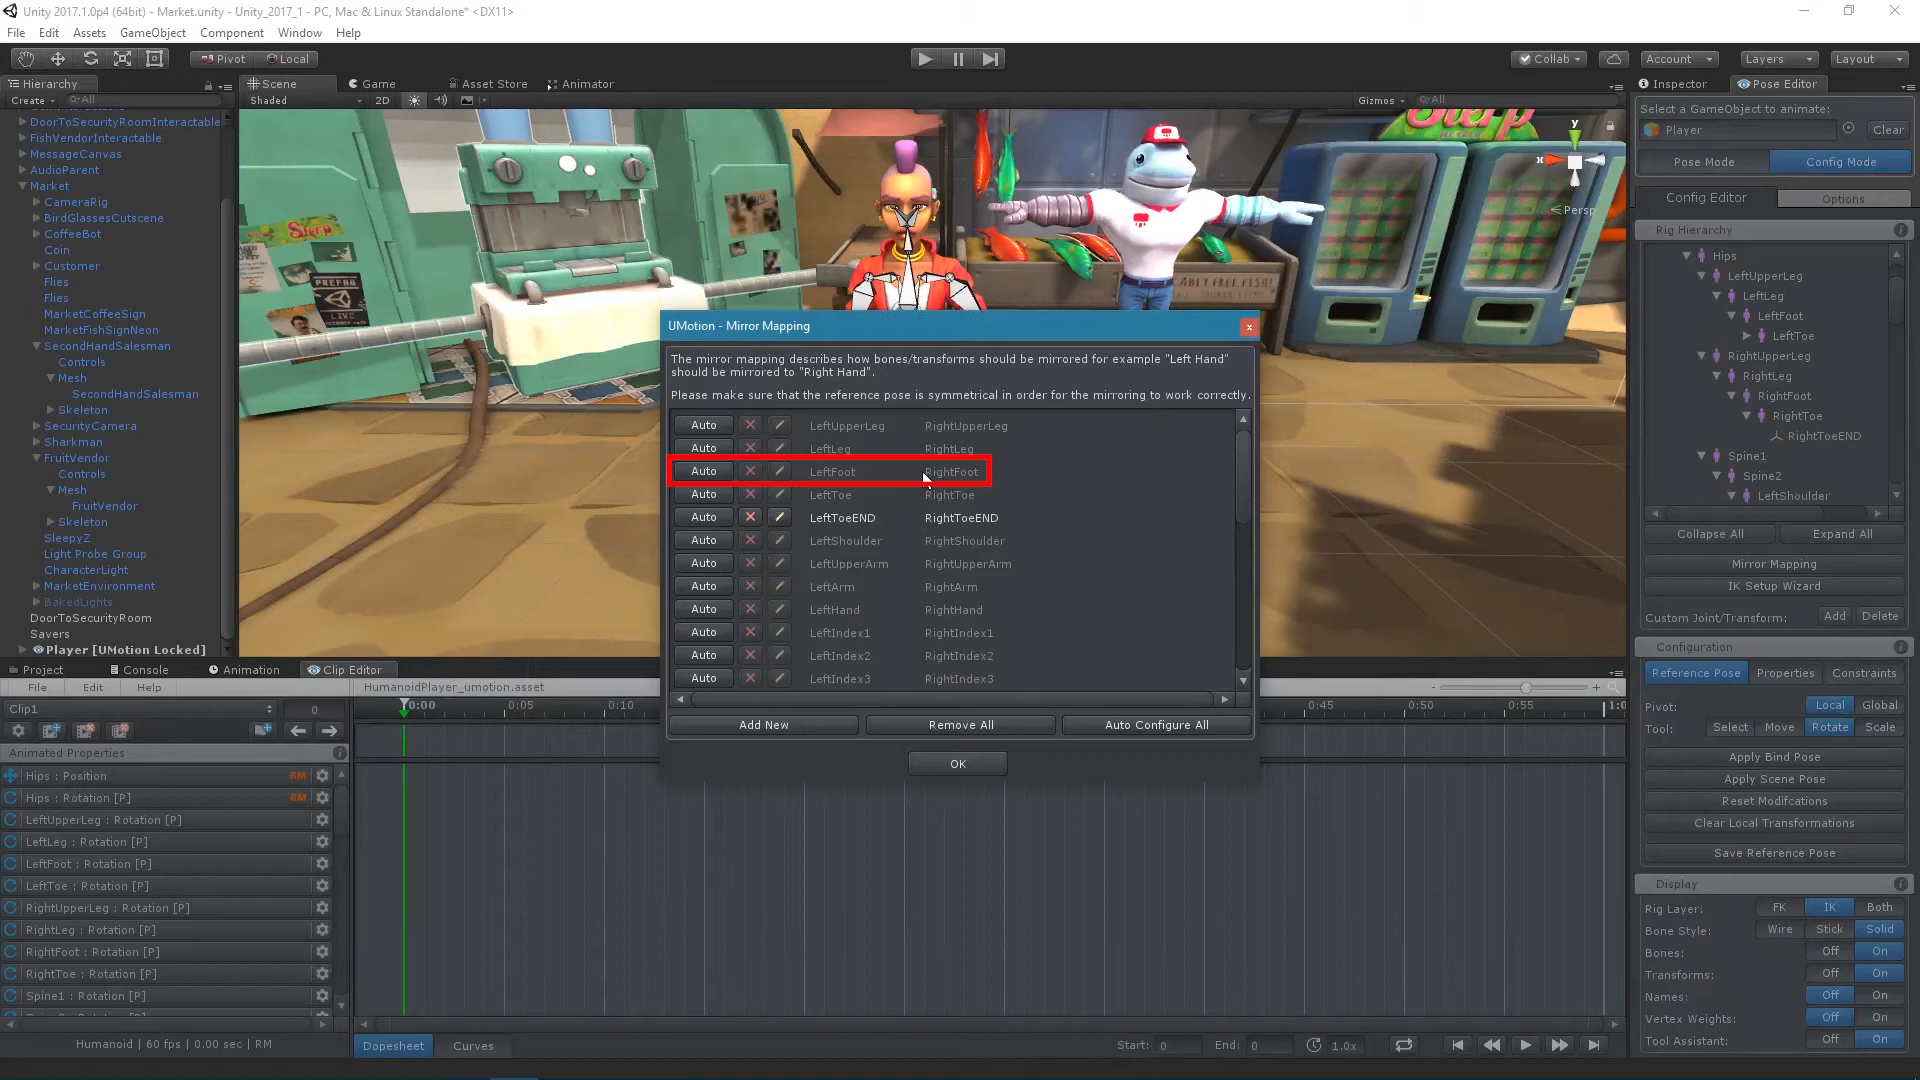 Unity 2017.1.0p4 (64bit) - Market.unity - Unity_2017_1 - PC, Mac & Linux Standalone* <DX11>
File Edit Assets GameObject Component Window Help
Pivot Local Collab Account Layers Layout
Hierarchy
Create All
DoorToSecurityRoomInteractable
FishVendorInteractable
MessageCanvas
AudioParent
Market
CameraRig
BirdGlassesCutscene
CoffeeBot
Coin
Customer
Flies
Flies
MarketCoffeeSign
MarketFishSignNeon
SecondHandSalesman
Controls
Mesh
SecondHandSalesman
Skeleton
SecurityCamera
Sharkman
FruitVendor
Controls
Mesh
FruitVendor
Skeleton
SleepyZ
Light Probe Group
CharacterLight
MarketEnvironment
BakedLights
DoorToSecurityRoom
Savers
Player [UMotion Locked]
Scene Game Asset Store Animator
Shaded 2D Gizmos All
Slerp
PREFAB
LIVE
ABLY FREE FISH!
Slerp
y
x
Persp
UMotion - Mirror Mapping
The mirror mapping describes how bones/transforms should be mirrored for example "Left Hand"
should be mirrored to "Right Hand".
Please make sure that the reference pose is symmetrical in order for the mirroring to work correctly.
Auto LeftUpperLeg RightUpperLeg
Auto LeftLeg RightLeg
Auto LeftFoot RightFoot
Auto LeftToe RightToe
Auto LeftToeEND RightToeEND
Auto LeftShoulder RightShoulder
Auto LeftUpperArm RightUpperArm
Auto LeftArm RightArm
Auto LeftHand RightHand
Auto LeftIndex1 RightIndex1
Auto LeftIndex2 RightIndex2
Auto LeftIndex3 RightIndex3
Add New Remove All Auto Configure All
OK
Inspector Pose Editor
Select a GameObject to animate:
Player Clear
Pose Mode Config Mode
Config Editor Options
Rig Hierarchy
Hips
LeftUpperLeg
LeftLeg
LeftFoot
LeftToe
RightUpperLeg
RightLeg
RightFoot
RightToe
RightToeEND
Spine1
Spine2
LeftShoulder
Collapse All Expand All
Mirror Mapping
IK Setup Wizard
Custom Joint/Transform: Add Delete
Configuration
Reference Pose Properties Constraints
Pivot: Local Global
Tool: Select Move Rotate Scale
Apply Bind Pose
Apply Scene Pose
Reset Modifcations
Clear Local Transformations
Save Reference Pose
Display
Rig Layer: FK IK Both
Bone Style: Wire Stick Solid
Bones: Off On
Transforms: Off On
Names: Off On
Vertex Weights: Off On
Tool Assistant: Off On
Project Console Animation Clip Editor
File Edit Help HumanoidPlayer_umotion.asset
Clip1 0 0:00 0:05 0:10 0:45 0:50 0:55 1:0
Animated Properties
Hips : Position RM
Hips : Rotation [P] RM
LeftUpperLeg : Rotation [P]
LeftLeg : Rotation [P]
LeftFoot : Rotation [P]
LeftToe : Rotation [P]
RightUpperLeg : Rotation [P]
RightLeg : Rotation [P]
RightFoot : Rotation [P]
RightToe : Rotation [P]
Spine1 : Rotation [P]
Humanoid | 60 fps | 0.00 sec | RM
Dopesheet Curves Start: 0 End: 0 1.0x